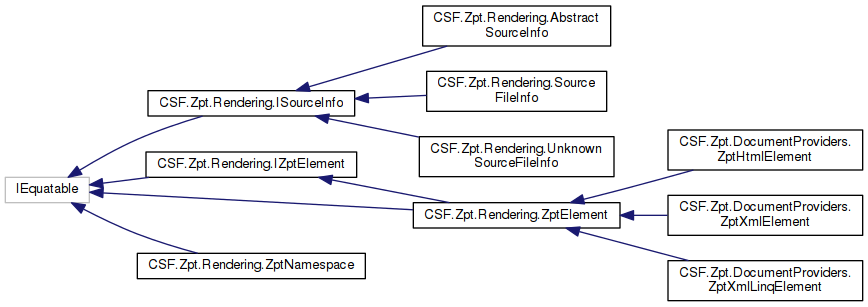 CSF.Zpt.Rendering.Abstract
SourceInfo
CSF.Zpt.Rendering.Source
FileInfo
CSF.Zpt.Rendering.ISourceInfo
CSF.Zpt.Rendering.Unknown
SourceFileInfo
CSF.Zpt.DocumentProviders.
ZptHtmlElement
CSF.Zpt.Rendering.IZptElement
IEquatable
CSF.Zpt.Rendering.ZptElement
CSF.Zpt.DocumentProviders.
ZptXmlElement
CSF.Zpt.Rendering.ZptNamespace
CSF.Zpt.DocumentProviders.
ZptXmlLinqElement